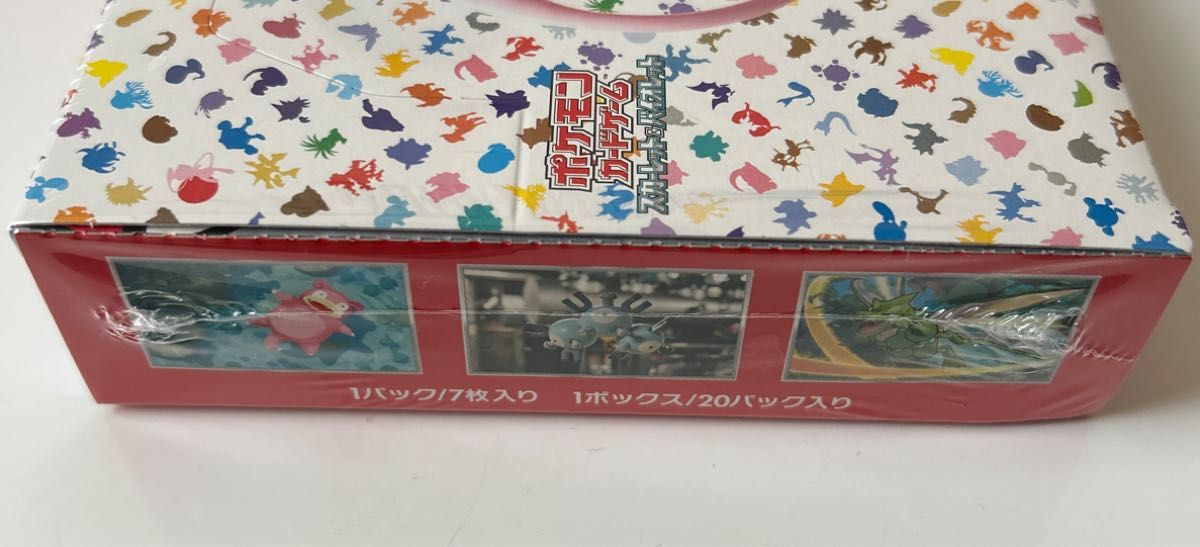 ポケモン
カードゲーム
スカーレット&バイオレット
1パック/7枚入り 1ボックス/20パック入り